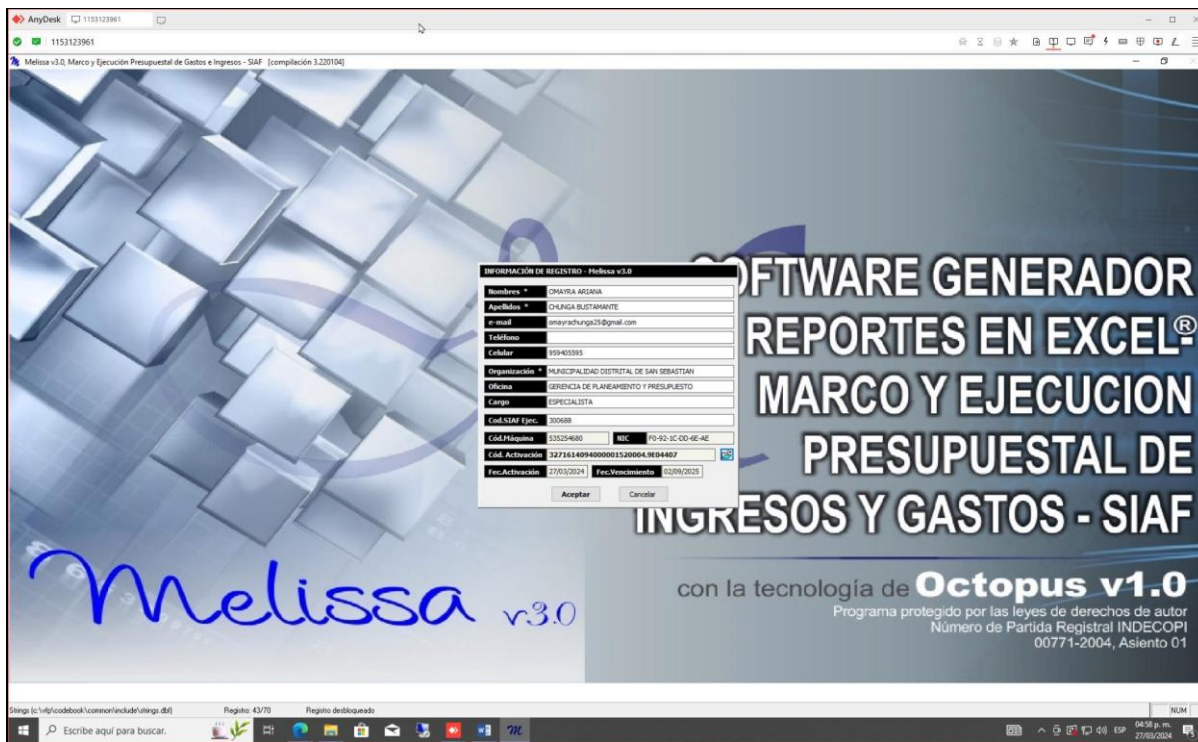 AnyDesk 1153123961
1153123961
Melissa v3.0, Marco y Ejecución Presupuestal de Gastos e Ingresos - SIAF [compilación 3.220104]
SOFTWARE GENERADOR
REPORTES EN EXCEL®
MARCO Y EJECUCION
PRESUPUESTAL DE
INGRESOS Y GASTOS - SIAF
INFORMACIÓN DE REGISTRO - Melissa v3.0
Nombres * OMAYRA ARIANA
Apellidos * CHUNGA BUSTAMANTE
e-mail omayrachunga25@gmail.com
Teléfono
Celular 959405595
Organización * MUNICIPALIDAD DISTRITAL DE SAN SEBASTIAN
Oficina GERENCIA DE PLANEAMIENTO Y PRESUPUESTO
Cargo ESPECIALISTA
Cod.SIAF Ejec. 300688
Cód.Máquina 535254680 NIC F0-92-1C-DD-6E-AE
Cód. Activación 3271614094000001520004.9E04407
Fec.Activación 27/03/2024 Fec.Vencimiento 02/09/2025
Aceptar Cancelar
Melissa v3.0
con la tecnología de Octopus v1.0
Programa protegido por las leyes de derechos de autor
Número de Partida Registral INDECOPI
00771-2004, Asiento 01
Strings (c:\vfp\codebook\common\include\strings.dbf) Registro: 43/70 Registro desbloqueado NUM
Escribe aquí para buscar. ESP 04:58 p. m.
27/03/2024